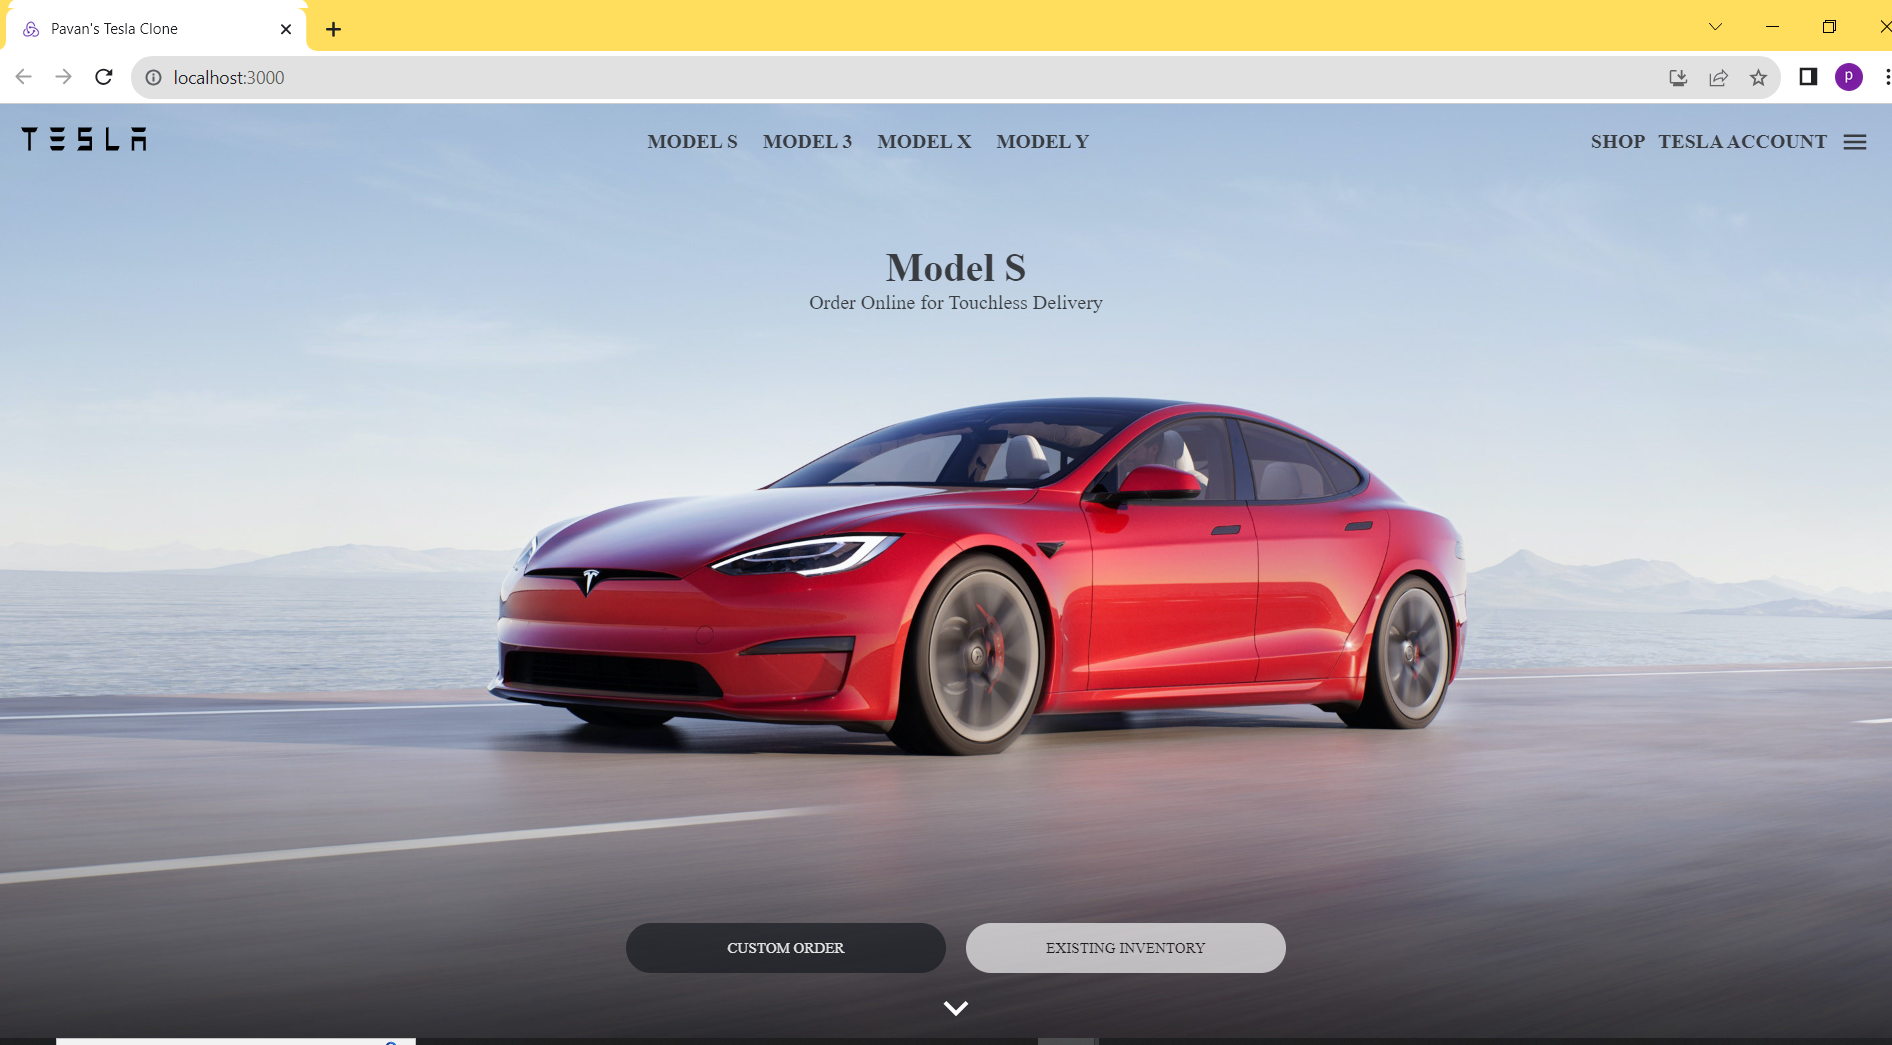 Pavan's Tesla Clone
localhost:3000
TESLA MODEL S MODEL 3 MODEL X MODEL Y SHOP TESLA ACCOUNT
Model S
Order Online for Touchless Delivery
CUSTOM ORDER EXISTING INVENTORY
p